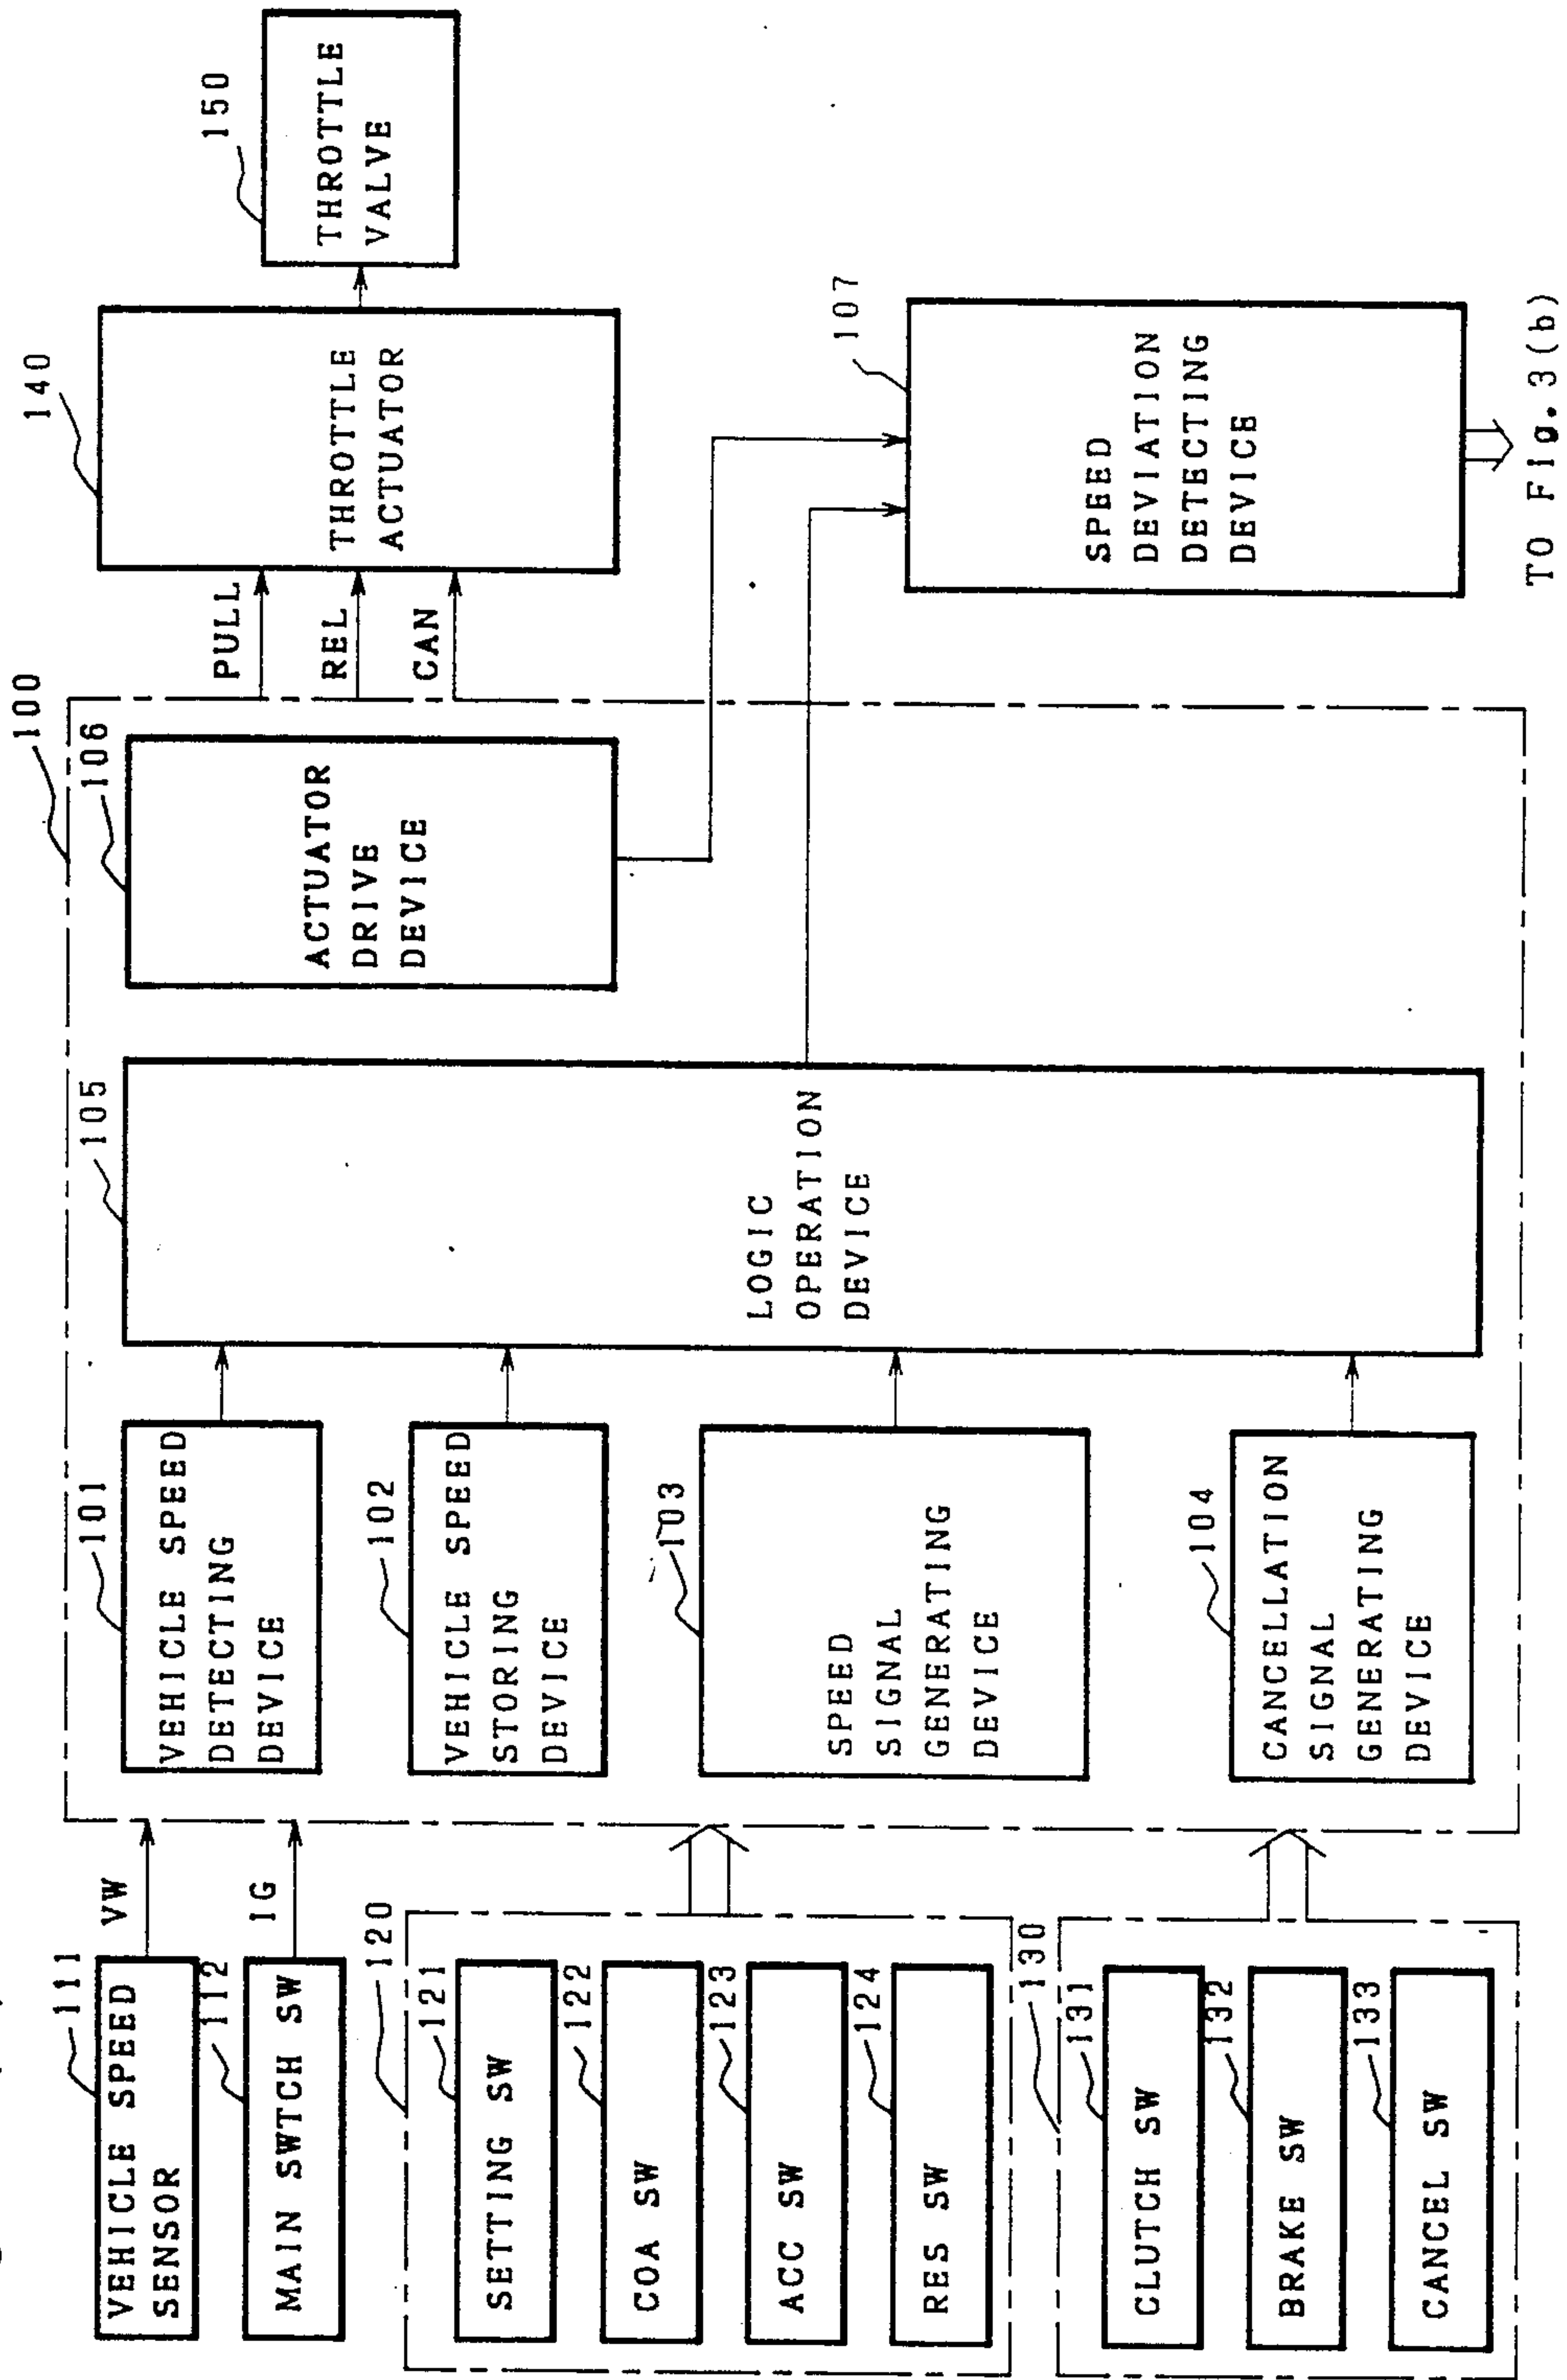 111
VEHICLE SPEED
SENSOR
VW
112
MAIN SWTCH SW
IG
120
121
SETTING SW
122
COA SW
123
ACC SW
124
RES SW
130
131
CLUTCH SW
132
BRAKE SW
133
CANCEL SW
100
101
VEHICLE SPEED
DETECTING
DEVICE
102
VEHICLE SPEED
STORING
DEVICE
103
SPEED
SIGNAL
GENERATING
DEVICE
104
CANCELLATION
SIGNAL
GENERATING
DEVICE
105
LOGIC
OPERATION
DEVICE
106
ACTUATOR
DRIVE
DEVICE
PULL
REL
CAN
140
THROTTLE
ACTUATOR
150
THROTTLE
VALVE
107
SPEED
DEVIATION
DETECTING
DEVICE
TO Fig. 3(b)